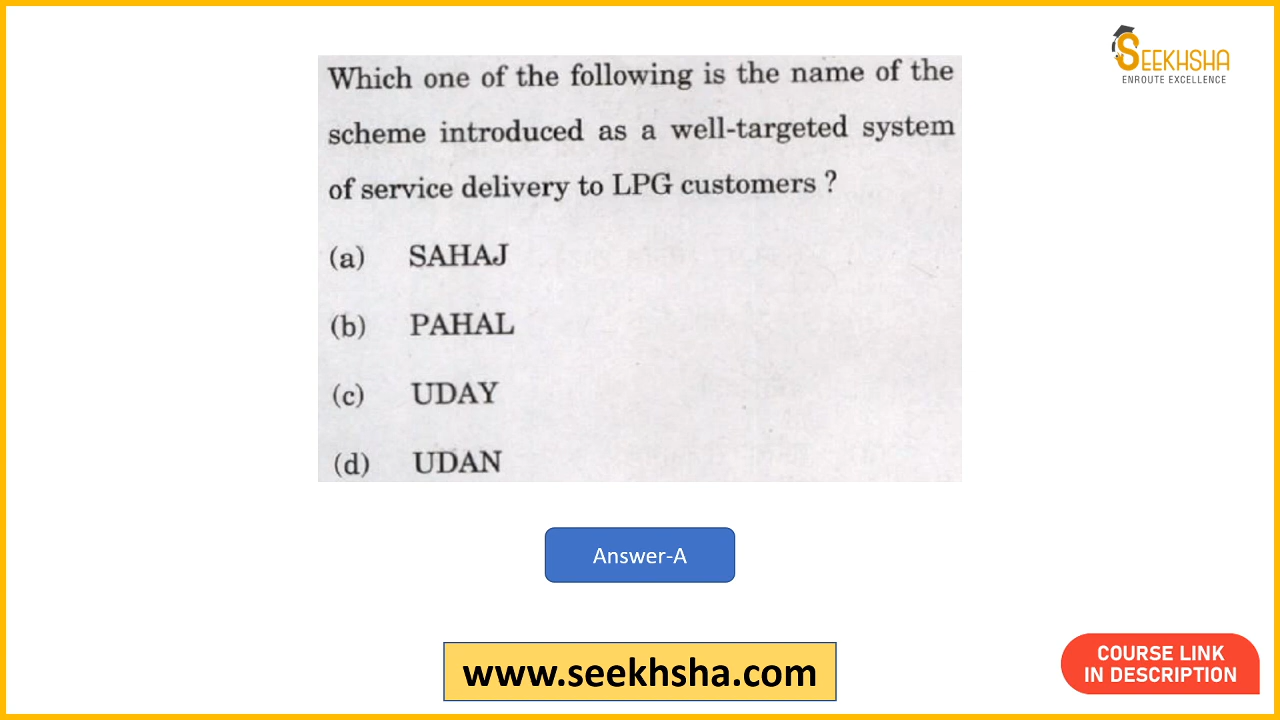 SEEKHSHA
ENROUTE EXCELLENCE
Which one of the following is the name of the
scheme introduced as a well-targeted system
of service delivery to LPG customers ?
(a) SAHAJ
(b) PAHAL
(c) UDAY
(d) UDAN
Answer-A
www.seekhsha.com
COURSE LINK
IN DESCRIPTION